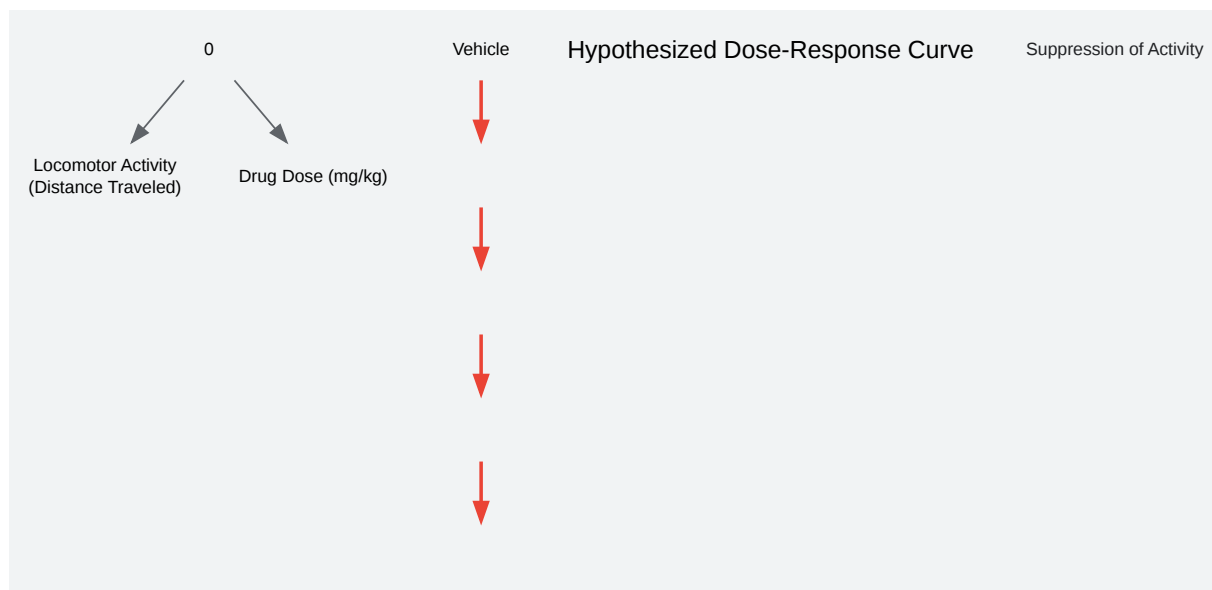 0
Vehicle
Hypothesized Dose-Response Curve
Suppression of Activity
Locomotor Activity
(Distance Traveled)
Drug Dose (mg/kg)